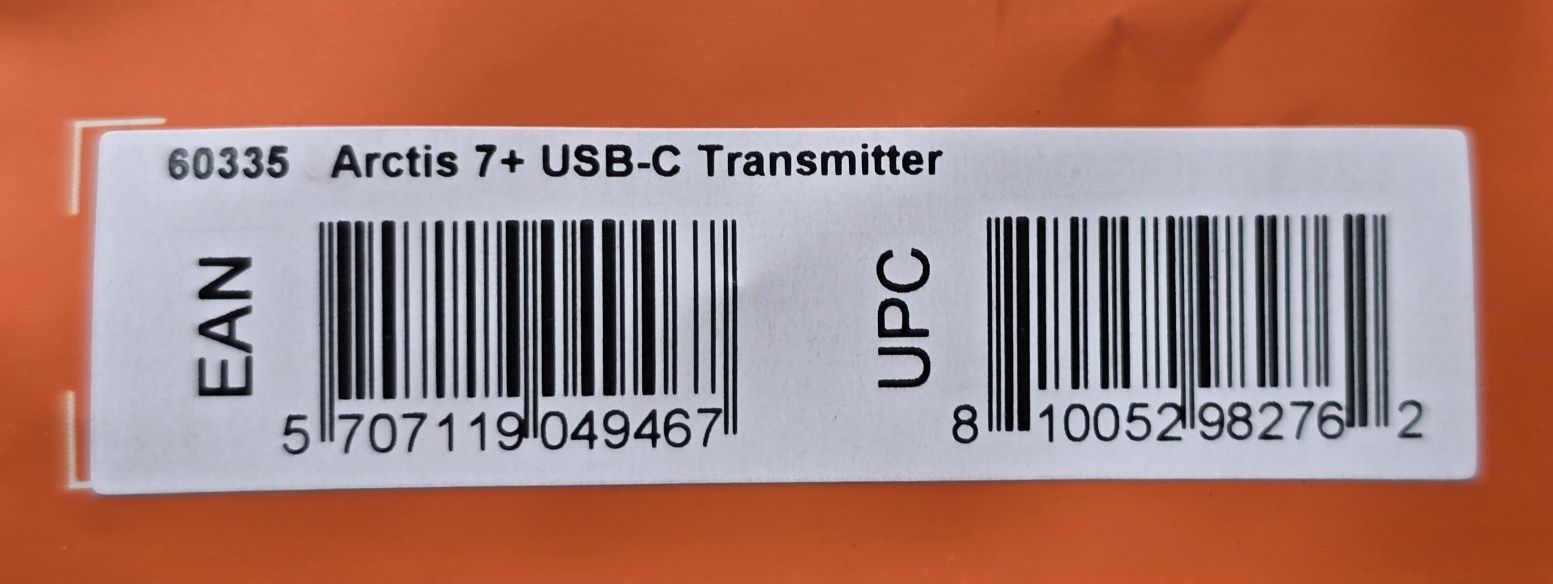 60335 Arctis 7+ USB-C Transmitter
EAN
5 707119 049467
UPC
8 10052 98276 2